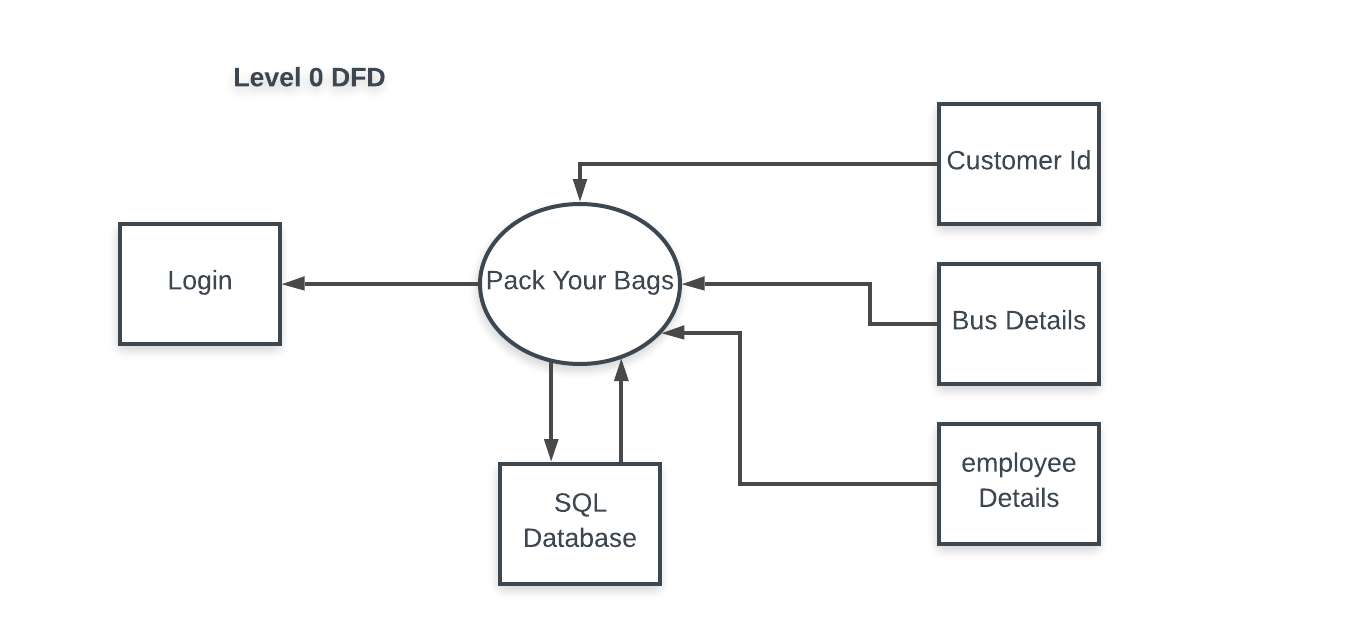 Level 0 DFD
Customer Id
Login
Pack Your Bags
Bus Details
employee
Details
SQL
Database